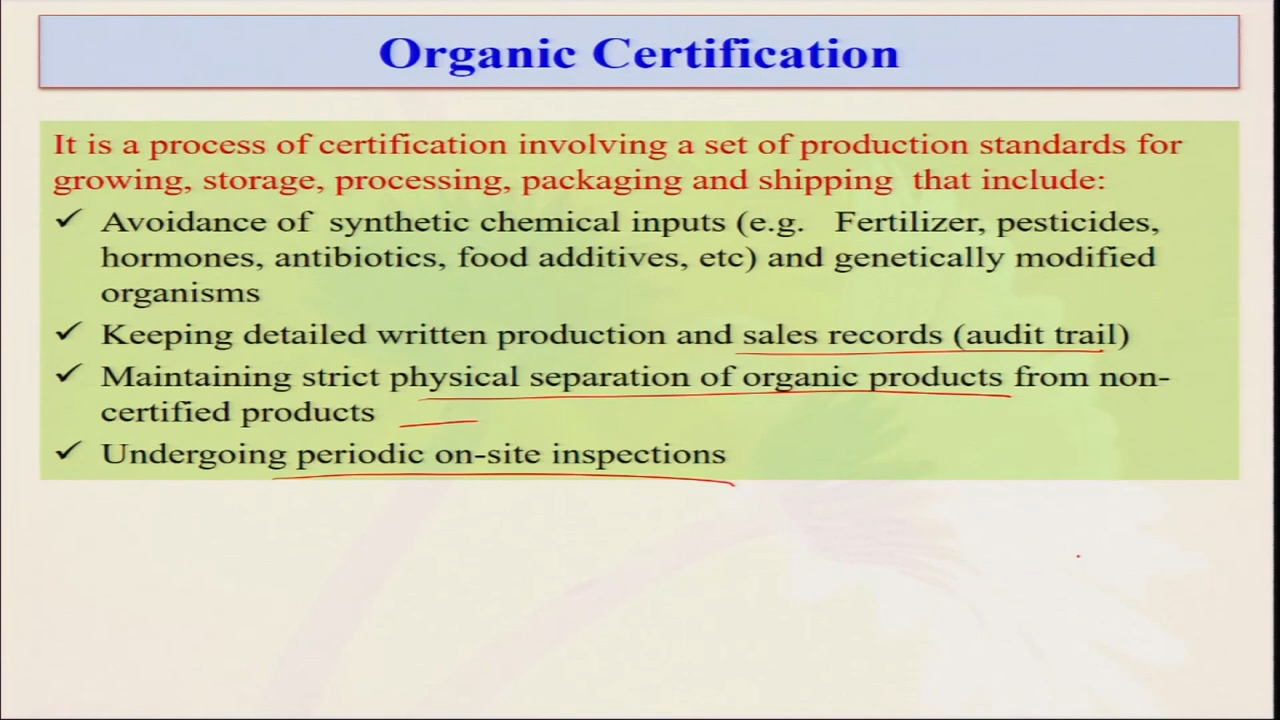 Organic Certification
It is a process of certification involving a set of production standards for
growing, storage, processing, packaging and shipping that include:
✓ Avoidance of synthetic chemical inputs (e.g. Fertilizer, pesticides,
hormones, antibiotics, food additives, etc) and genetically modified
organisms
✓ Keeping detailed written production and sales records (audit trail)
✓ Maintaining strict physical separation of organic products from non-
certified products
✓ Undergoing periodic on-site inspections